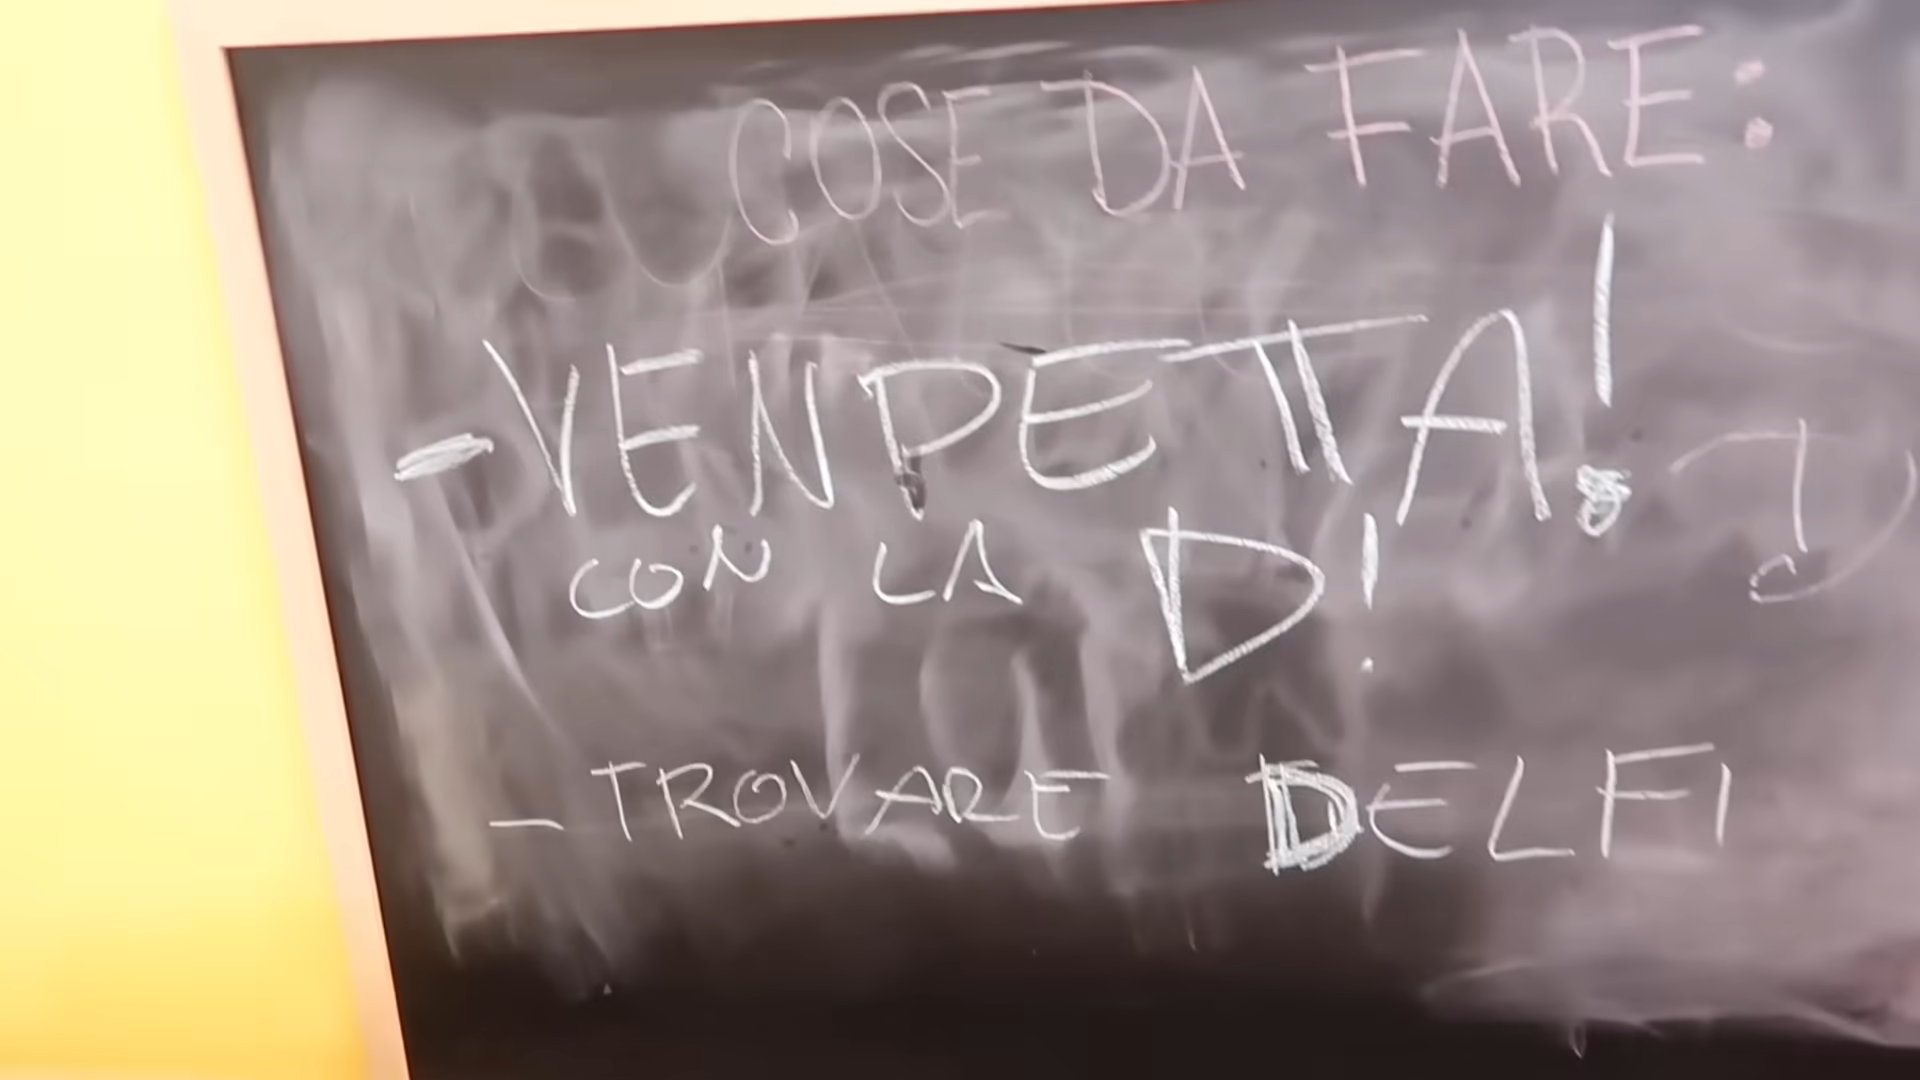 COSE DA FARE:
- VENPETTA!
CON LA D!
- TROVARE DELFI